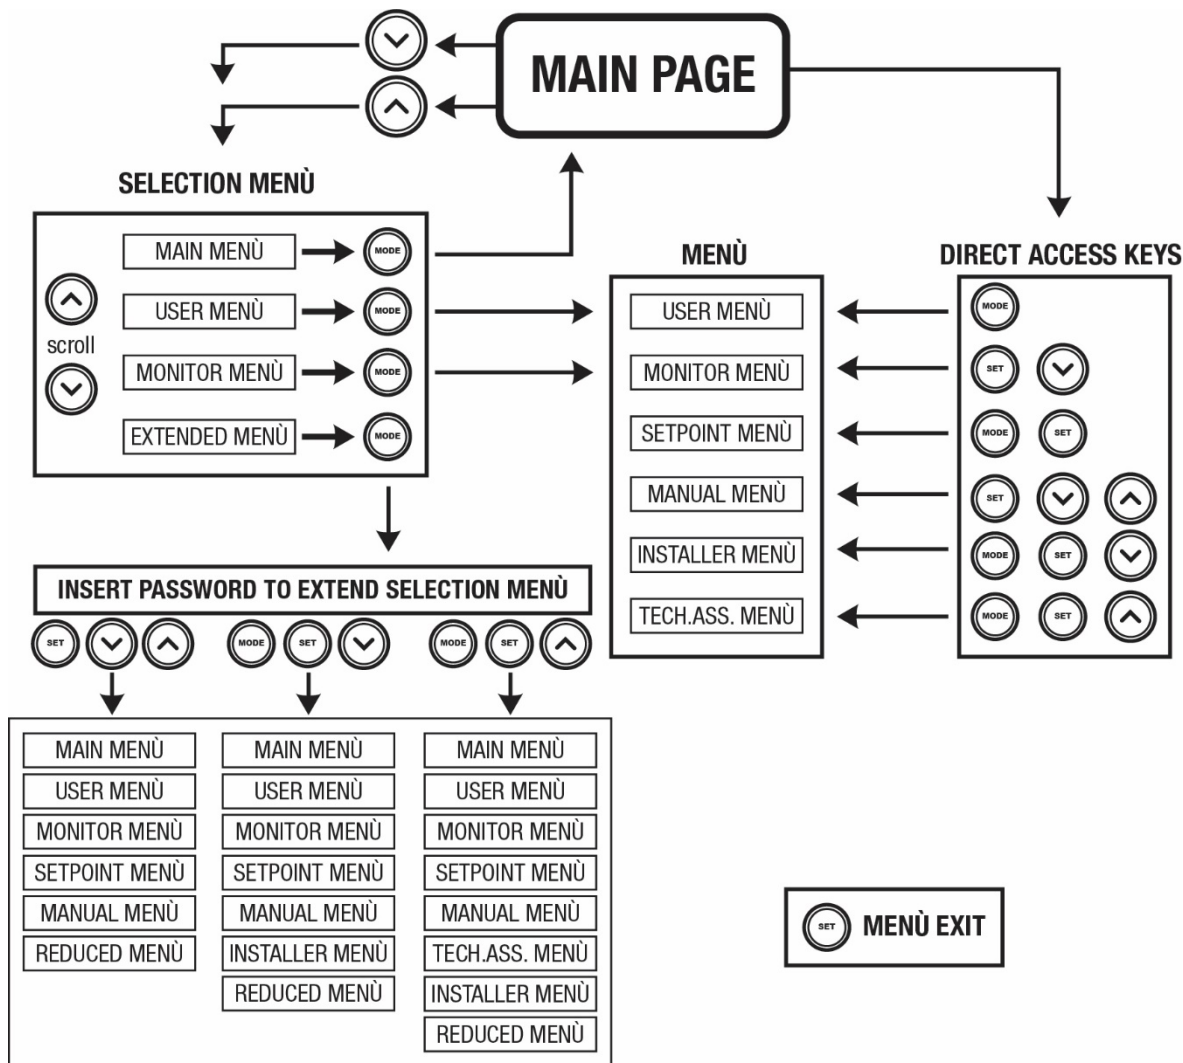 MAIN PAGE
SELECTION MENÙ
MAIN MENÙ
MODE
USER MENÙ
MODE
scroll
MONITOR MENÙ
MODE
EXTENDED MENÙ
MODE
MENÙ
USER MENÙ
MONITOR MENÙ
SETPOINT MENÙ
MANUAL MENÙ
INSTALLER MENÙ
TECH.ASS. MENÙ
DIRECT ACCESS KEYS
MODE
SET
MODE SET
SET
MODE SET
MODE SET
INSERT PASSWORD TO EXTEND SELECTION MENÙ
SET
MODE SET
MODE SET
MAIN MENÙ
USER MENÙ
MONITOR MENÙ
SETPOINT MENÙ
MANUAL MENÙ
REDUCED MENÙ
MAIN MENÙ
USER MENÙ
MONITOR MENÙ
SETPOINT MENÙ
MANUAL MENÙ
INSTALLER MENÙ
REDUCED MENÙ
MAIN MENÙ
USER MENÙ
MONITOR MENÙ
SETPOINT MENÙ
MANUAL MENÙ
TECH.ASS. MENÙ
INSTALLER MENÙ
REDUCED MENÙ
SET MENÙ EXIT